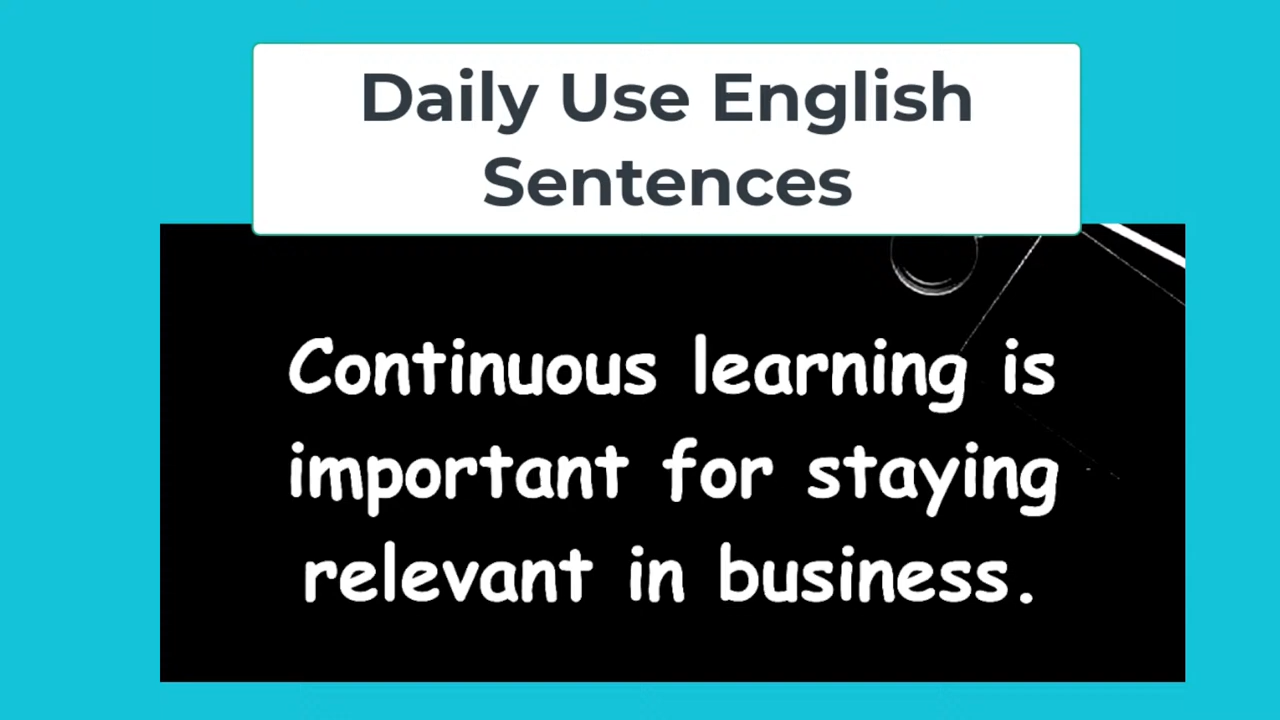 Daily Use English
Sentences
Continuous learning is
important for staying
relevant in business.